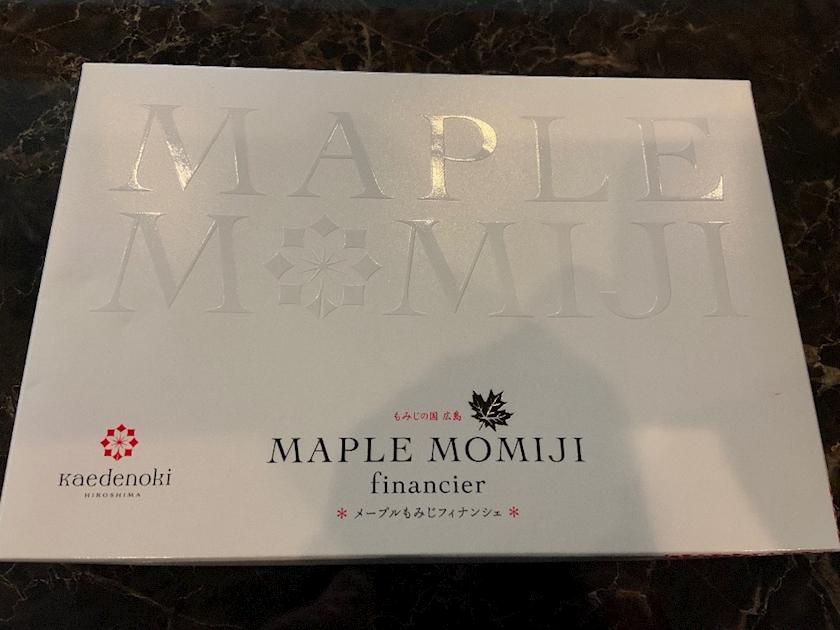 MAPLE
MOMIJI
もみじの国 広島
MAPLE MOMIJI
financier
メープルもみじフィナンシェ
Kaedenoki
HIROSHIMA